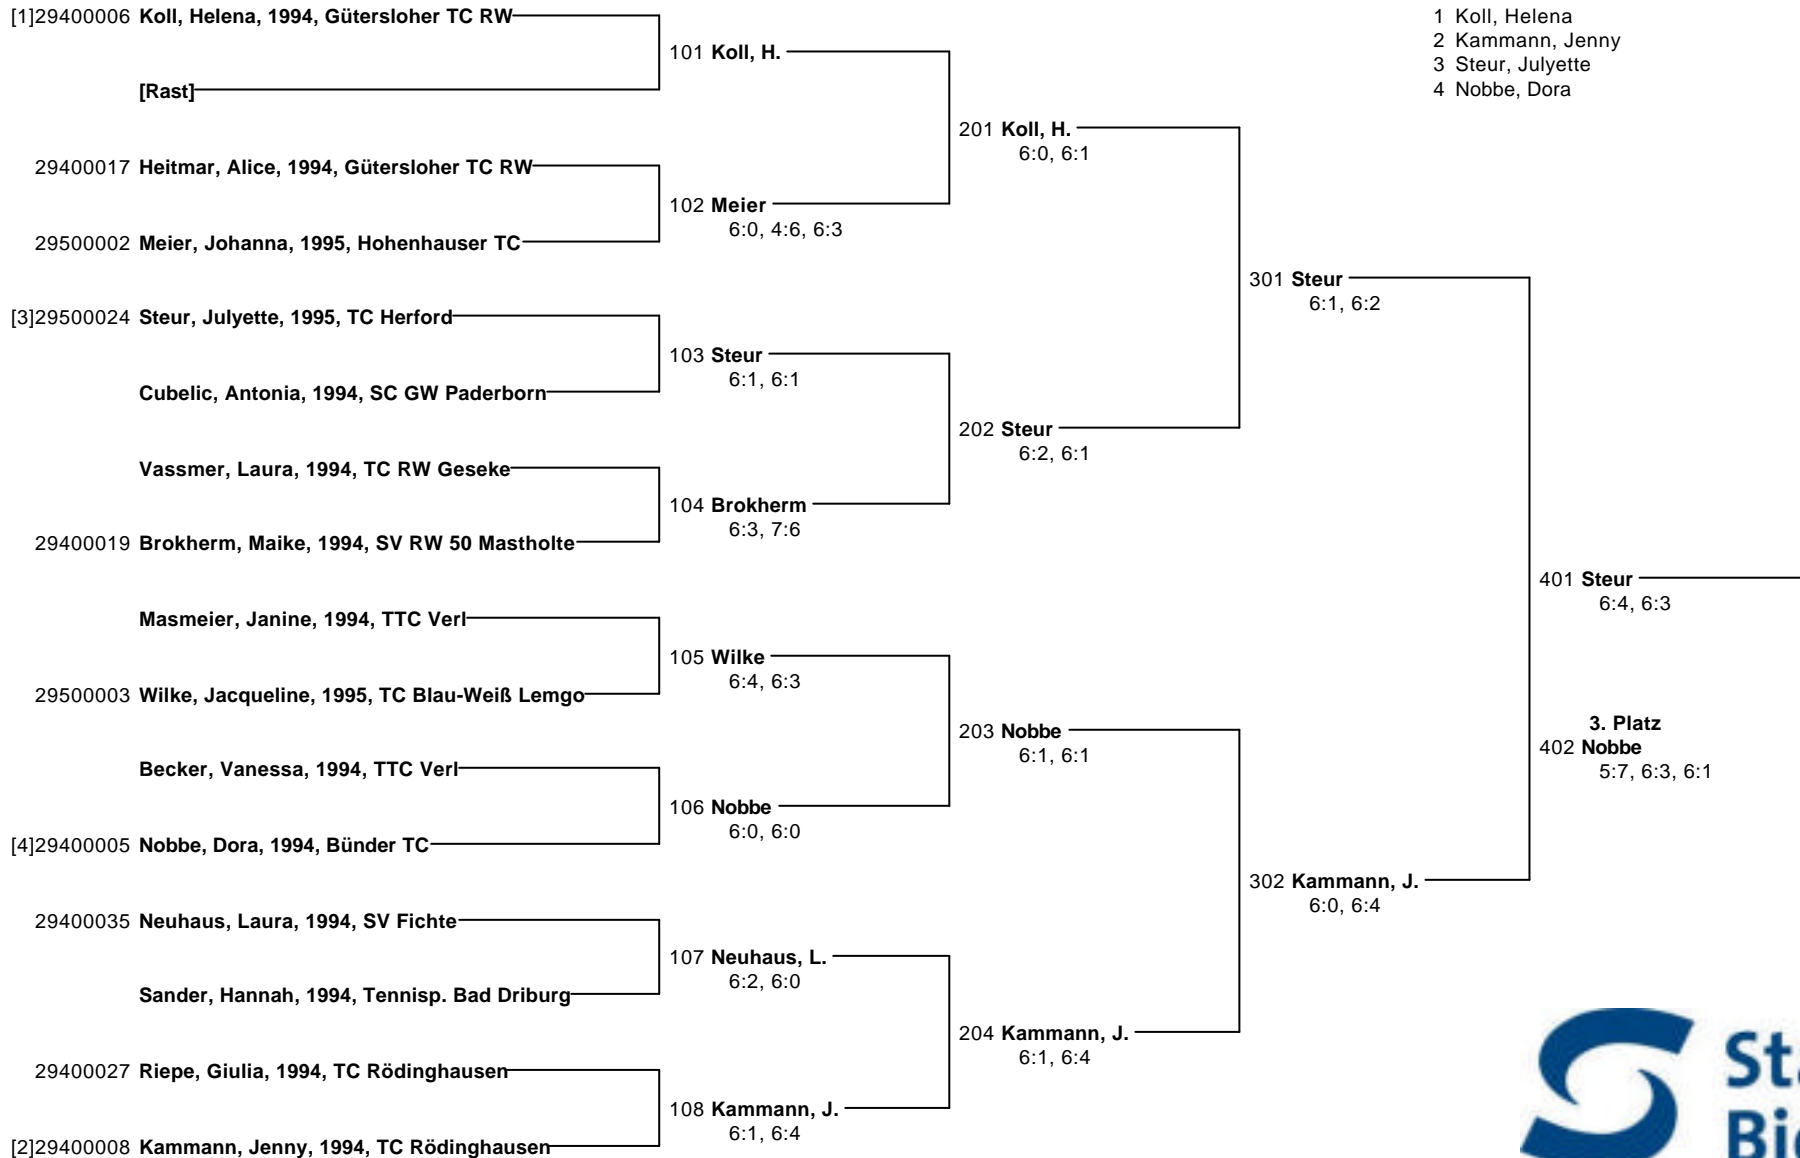 [1]29400006 Koll, Helena, 1994, Gütersloher TC RW
[Rast]
29400017 Heitmar, Alice, 1994, Gütersloher TC RW
29500002 Meier, Johanna, 1995, Hohenhauser TC
[3]29500024 Steur, Julyette, 1995, TC Herford
Cubelic, Antonia, 1994, SC GW Paderborn
Vassmer, Laura, 1994, TC RW Geseke
29400019 Brokherm, Maike, 1994, SV RW 50 Mastholte
Masmeier, Janine, 1994, TTC Verl
29500003 Wilke, Jacqueline, 1995, TC Blau-Weiß Lemgo
Becker, Vanessa, 1994, TTC Verl
[4]29400005 Nobbe, Dora, 1994, Bünder TC
29400035 Neuhaus, Laura, 1994, SV Fichte
Sander, Hannah, 1994, Tennisp. Bad Driburg
29400027 Riepe, Giulia, 1994, TC Rödinghausen
[2]29400008 Kammann, Jenny, 1994, TC Rödinghausen
101 Koll, H.
102 Meier
6:0, 4:6, 6:3
103 Steur
6:1, 6:1
104 Brokherm
6:3, 7:6
105 Wilke
6:4, 6:3
106 Nobbe
6:0, 6:0
107 Neuhaus, L.
6:2, 6:0
108 Kammann, J.
6:1, 6:4
201 Koll, H.
6:0, 6:1
202 Steur
6:2, 6:1
203 Nobbe
6:1, 6:1
204 Kammann, J.
6:1, 6:4
301 Steur
6:1, 6:2
302 Kammann, J.
6:0, 6:4
401 Steur
6:4, 6:3
3. Platz
402 Nobbe
5:7, 6:3, 6:1
1 Koll, Helena
2 Kammann, Jenny
3 Steur, Julyette
4 Nobbe, Dora